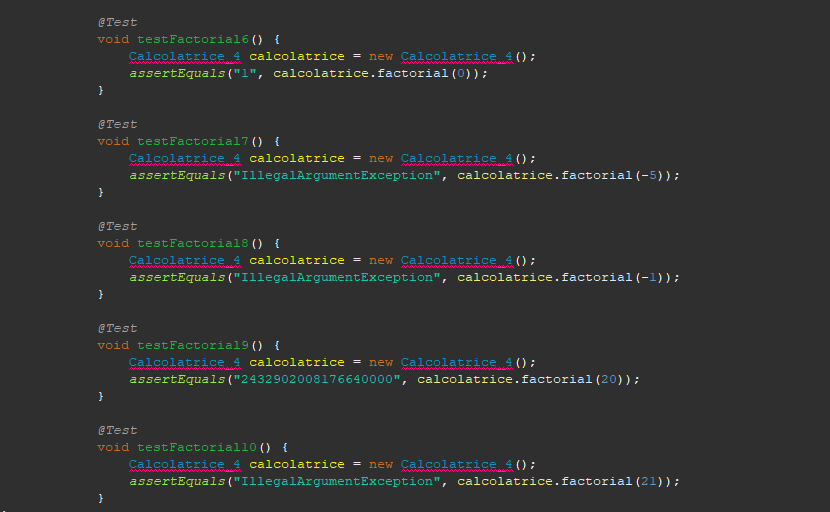 @Test
void testFactorial6() {
Calcolatrice_4 calcolatrice = new Calcolatrice_4();
assertEquals("1", calcolatrice.factorial(0));
}
@Test
void testFactorial7() {
Calcolatrice_4 calcolatrice = new Calcolatrice_4();
assertEquals("IllegalArgumentException", calcolatrice.factorial(-5));
}
@Test
void testFactorial8() {
Calcolatrice_4 calcolatrice = new Calcolatrice_4();
assertEquals("IllegalArgumentException", calcolatrice.factorial(-1));
}
@Test
void testFactorial9() {
Calcolatrice_4 calcolatrice = new Calcolatrice_4();
assertEquals("2432902008176640000", calcolatrice.factorial(20));
}
@Test
void testFactorial10() {
Calcolatrice_4 calcolatrice = new Calcolatrice_4();
assertEquals("IllegalArgumentException", calcolatrice.factorial(21));
}